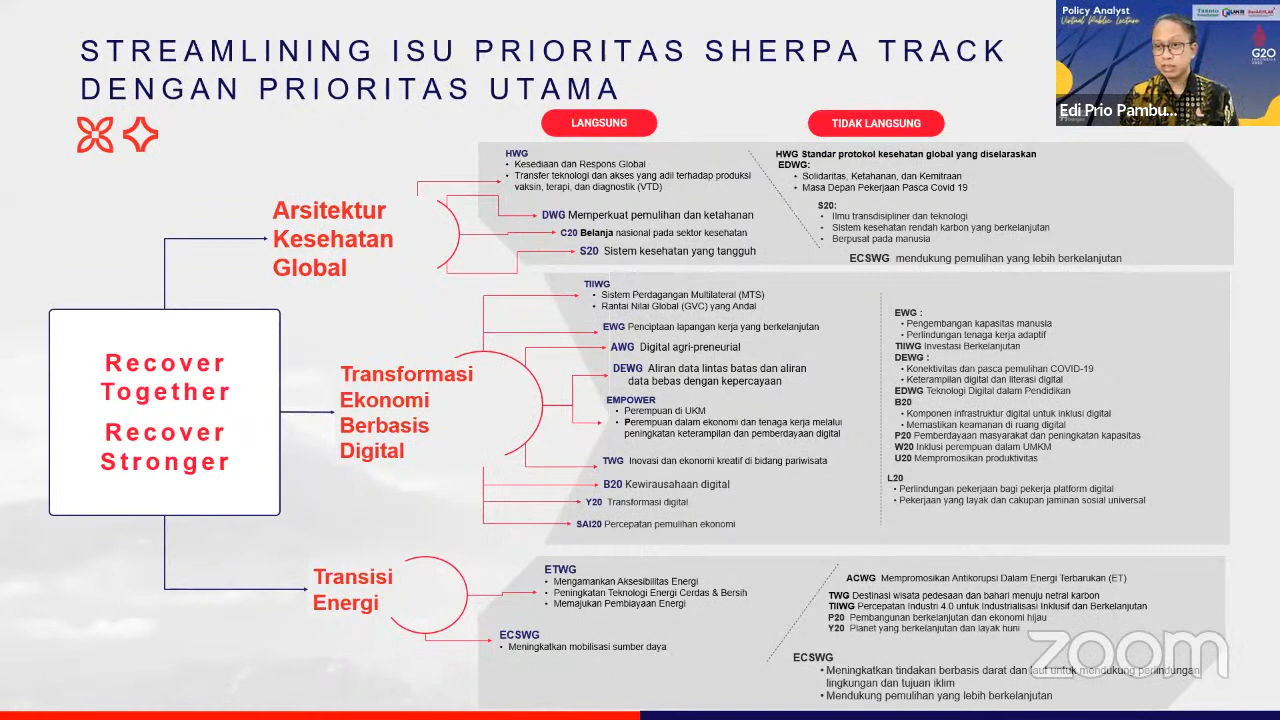 STREAMLINING ISU PRIORITAS SHERPA TRACK
DENGAN PRIORITAS UTAMA
Policy Analyst
Virtual Public Lecture
G20
Edi Prio Pambu...
LANGSUNG
TIDAK LANGSUNG
Recover
Together
Recover
Stronger
Arsitektur
Kesehatan
Global
HWG
• Kesediaan dan Respons Global
• Transfer teknologi dan akses yang adil terhadap produksi
vaksin, terapi, dan diagnostik (VTD)
DWG Memperkuat pemulihan dan ketahanan
C20 Belanja nasional pada sektor kesehatan
S20 Sistem kesehatan yang tangguh
HWG Standar protokol kesehatan global yang diselaraskan
EDWG:
• Solidaritas, Ketahanan, dan Kemitraan
• Masa Depan Pekerjaan Pasca Covid 19
S20:
• Ilmu transdisipliner dan teknologi
• Sistem kesehatan rendah karbon yang berkelanjutan
• Berpusat pada manusia
ECSWG mendukung pemulihan yang lebih berkelanjutan
Transformasi
Ekonomi
Berbasis
Digital
TIIWG
• Sistem Perdagangan Multilateral (MTS)
• Rantai Nilai Global (GVC) yang Andal
EWG Penciptaan lapangan kerja yang berkelanjutan
AWG Digital agri-preneurial
DEWG Aliran data lintas batas dan aliran
data bebas dengan kepercayaan
EMPOWER
• Perempuan di UKM
• Perempuan dalam ekonomi dan tenaga kerja melalui
peningkatan keterampilan dan pemberdayaan digital
TWG Inovasi dan ekonomi kreatif di bidang pariwisata
B20 Kewirausahaan digital
Y20 Transformasi digital
SAI20 Percepatan pemulihan ekonomi
EWG :
• Pengembangan kapasitas manusia
• Perlindungan tenaga kerja adaptif
TIIWG Investasi Berkelanjutan
DEWG :
• Konektivitas dan pasca pemulihan COVID-19
• Keterampilan digital dan literasi digital
EDWG Teknologi Digital dalam Pendidikan
B20
• Komponen infrastruktur digital untuk inklusi digital
• Memastikan keamanan di ruang digital
P20 Pemberdayaan masyarakat dan peningkatan kapasitas
W20 Inklusi perempuan dalam UMKM
U20 Mempromosikan produktivitas
L20
• Perlindungan pekerjaan bagi pekerja platform digital
• Pekerjaan yang layak dan cakupan jaminan sosial universal
Transisi
Energi
ETWG
• Mengamankan Aksesibilitas Energi
• Peningkatan Teknologi Energi Cerdas & Bersih
• Memajukan Pembiayaan Energi
ECSWG
• Meningkatkan mobilisasi sumber daya
ACWG Mempromosikan Antikorupsi Dalam Energi Terbarukan (ET)
TWG Destinasi wisata pedesaan dan bahari menuju netral karbon
TIIWG Percepatan Industri 4.0 untuk Industrialisasi Inklusif dan Berkelanjutan
P20 Pembangunan berkelanjutan dan ekonomi hijau
Y20 Planet yang berkelanjutan dan layak huni
ECSWG
• Meningkatkan tindakan berbasis darat dan laut untuk mendukung perlindungan
lingkungan dan tujuan iklim
• Mendukung pemulihan yang lebih berkelanjutan
zoom